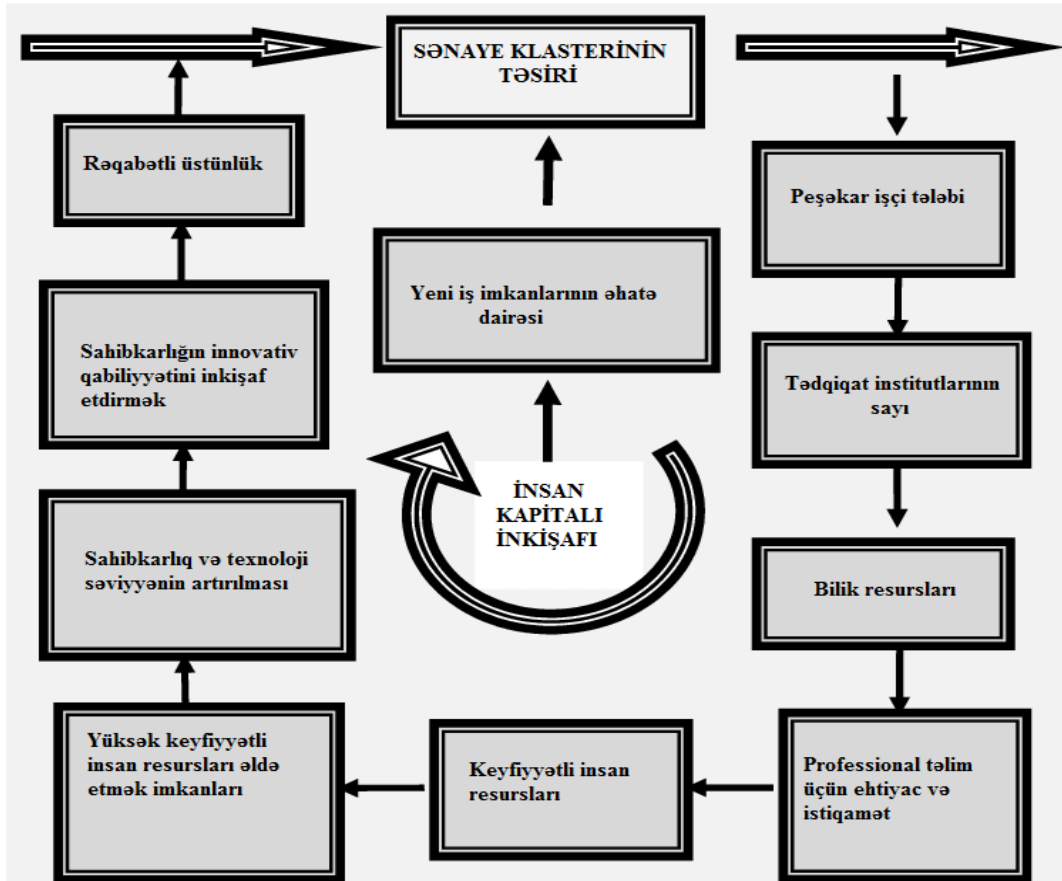 SƏNAYE KLASTERİNİN
TƏSİRİ
Rəqabətli üstünlük
Peşəkar işçi tələbi
Yeni iş imkanlarının əhatə
dairəsi
Sahibkarlığın innovativ
qabiliyyətini inkişaf
etdirmək
Tədqiqat institutlarının
sayı
İNSAN
KAPİTALI
İNKİŞAFI
Sahibkarlıq və texnoloji
səviyyənin artırılması
Bilik resursları
Yüksək keyfiyyətli
insan resursları əldə
etmək imkanları
Keyfiyyətli insan
resursları
Professional təlim
üçün ehtiyac və
istiqamət